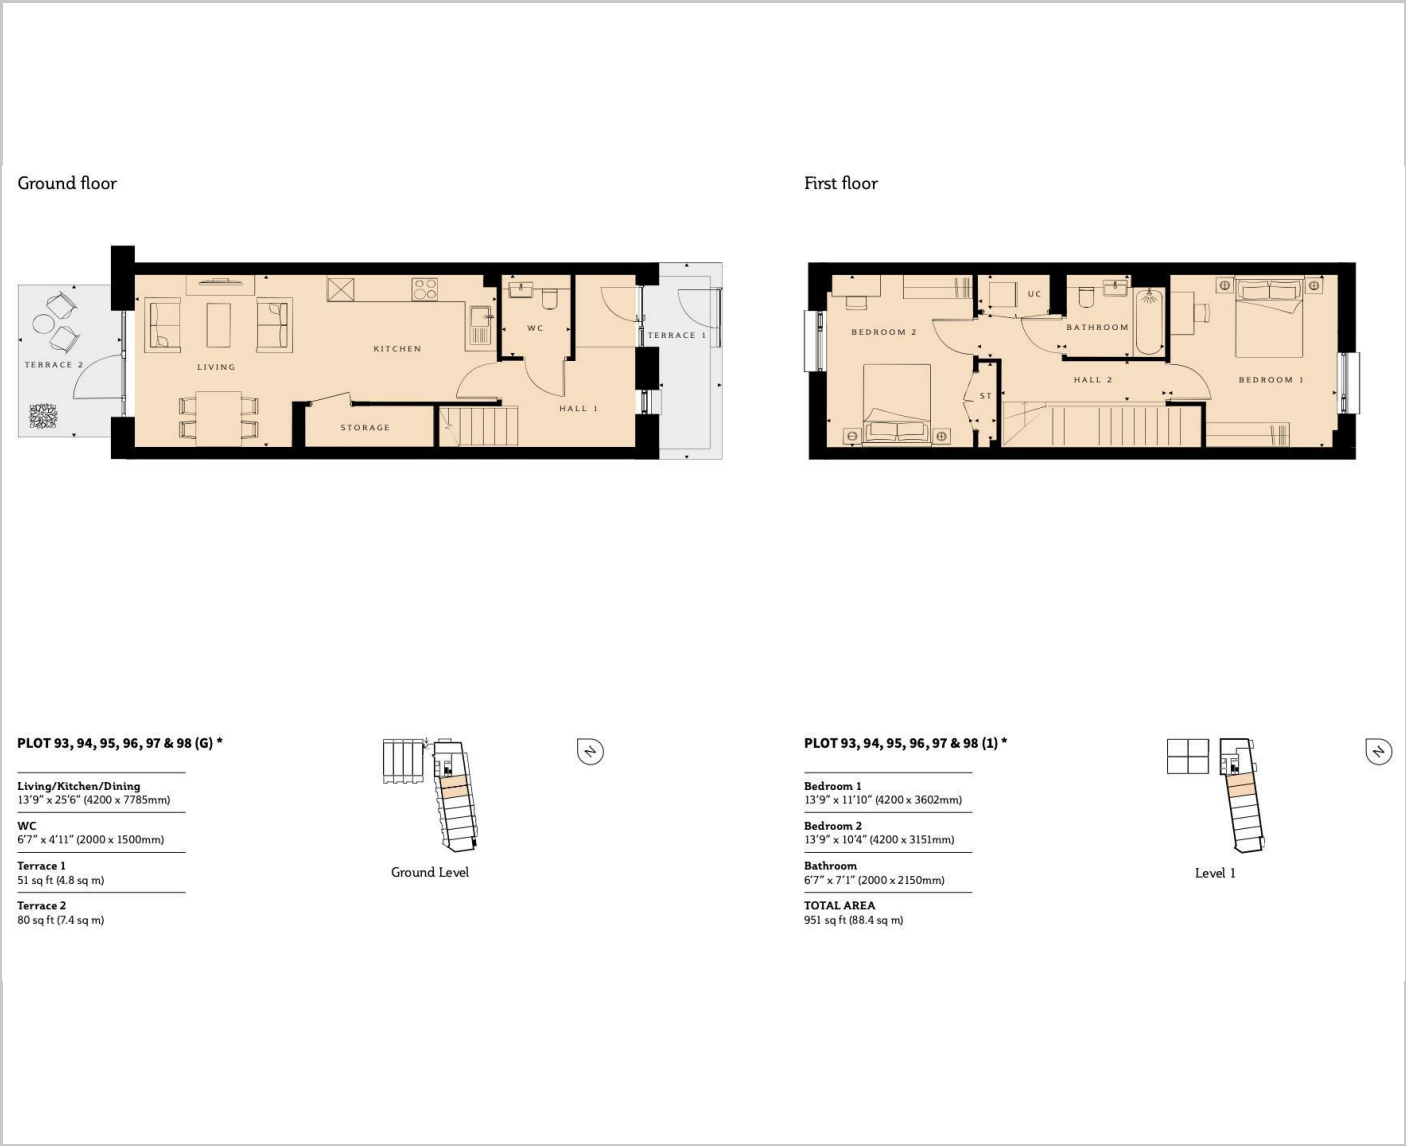 Ground floor
TERRACE 2
LIVING
KITCHEN
STORAGE
WC
HALL 1
TERRACE 1
First floor
BEDROOM 2
UC
BATHROOM
ST
HALL 2
BEDROOM 1
PLOT 93, 94, 95, 96, 97 & 98 (G) *
Living/Kitchen/Dining
13'9" x 25'6" (4200 x 7785mm)
WC
6'7" x 4'11" (2000 x 1500mm)
Terrace 1
51 sq ft (4.8 sq m)
Terrace 2
80 sq ft (7.4 sq m)
Ground Level
N
PLOT 93, 94, 95, 96, 97 & 98 (1) *
Bedroom 1
13'9" x 11'10" (4200 x 3602mm)
Bedroom 2
13'9" x 10'4" (4200 x 3151mm)
Bathroom
6'7" x 7'1" (2000 x 2150mm)
TOTAL AREA
951 sq ft (88.4 sq m)
Level 1
N